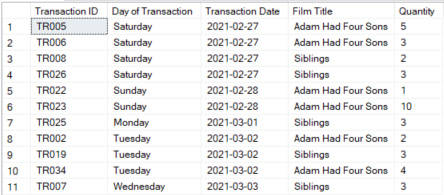 Transaction ID Day of Transaction Transaction Date Film Title Quantity
1 TR005 Saturday 2021-02-27 Adam Had Four Sons 5
2 TR006 Saturday 2021-02-27 Adam Had Four Sons 3
3 TR008 Saturday 2021-02-27 Siblings 2
4 TR026 Saturday 2021-02-27 Siblings 3
5 TR022 Sunday 2021-02-28 Adam Had Four Sons 1
6 TR023 Sunday 2021-02-28 Adam Had Four Sons 10
7 TR025 Monday 2021-03-01 Siblings 3
8 TR002 Tuesday 2021-03-02 Adam Had Four Sons 2
9 TR019 Tuesday 2021-03-02 Siblings 3
10 TR034 Tuesday 2021-03-02 Adam Had Four Sons 4
11 TR007 Wednesday 2021-03-03 Siblings 3